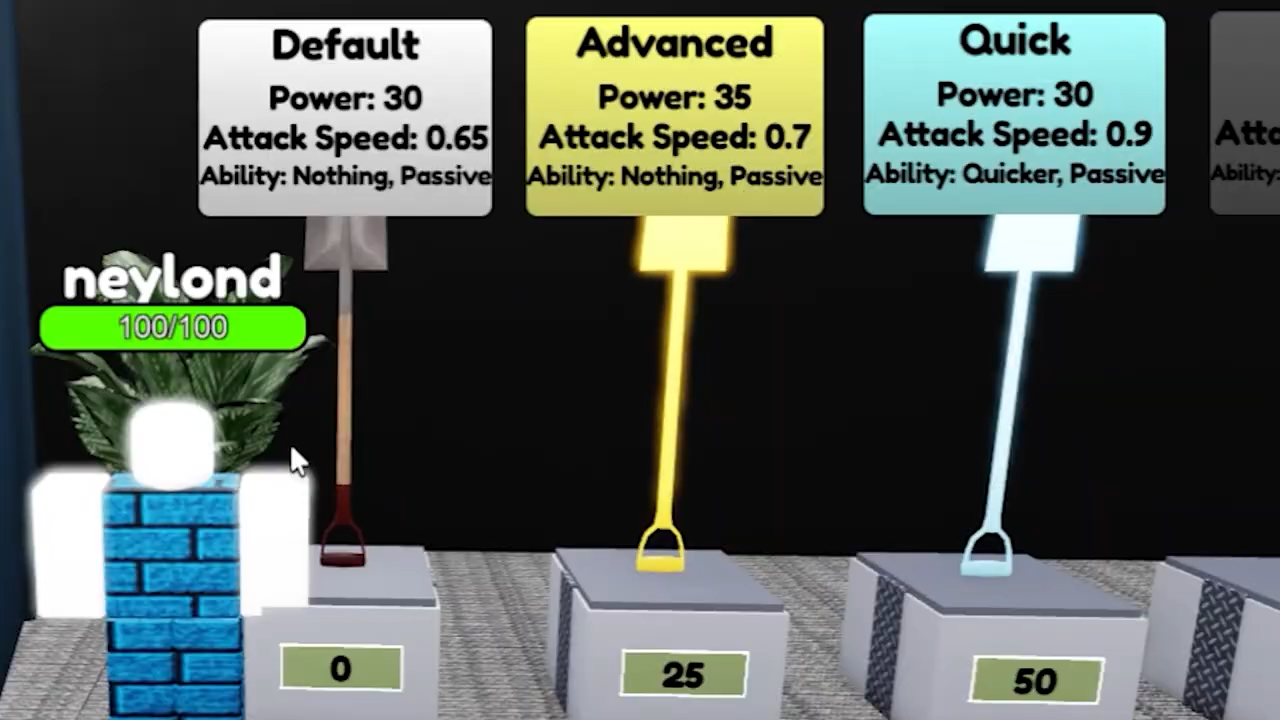 Default
Power: 30
Attack Speed: 0.65
Ability: Nothing, Passive
Advanced
Power: 35
Attack Speed: 0.7
Ability: Nothing, Passive
Quick
Power: 30
Attack Speed: 0.9
Ability: Quicker, Passive
Ability:
neylond
100/100
0
25
50